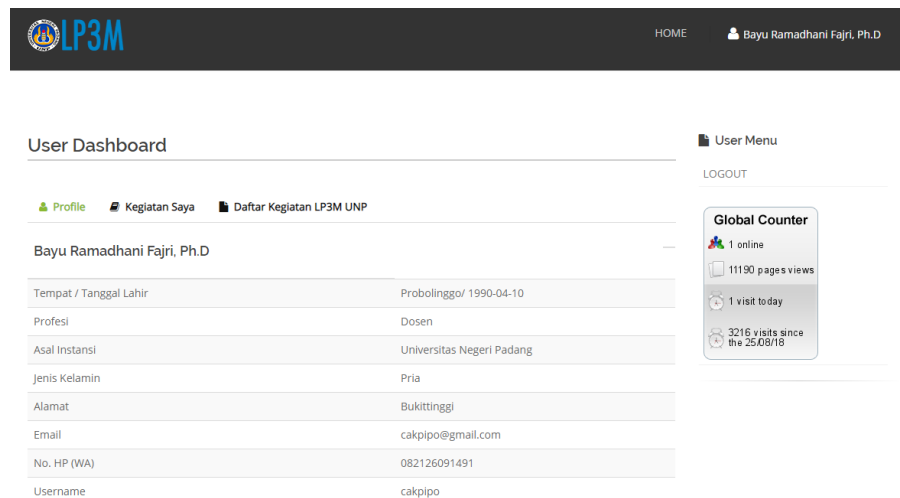 LP3M
HOME
Bayu Ramadhani Fajri, Ph.D
User Dashboard
Profile Kegiatan Saya Daftar Kegiatan LP3M UNP
Bayu Ramadhani Fajri, Ph.D
Tempat / Tanggal Lahir Probolinggo/ 1990-04-10
Profesi Dosen
Asal Instansi Universitas Negeri Padang
Jenis Kelamin Pria
Alamat Bukittinggi
Email cakpipo@gmail.com
No. HP (WA) 082126091491
Username cakpipo
User Menu
LOGOUT
Global Counter
1 online
11190 pages views
1 visit today
3216 visits since
the 25/08/18